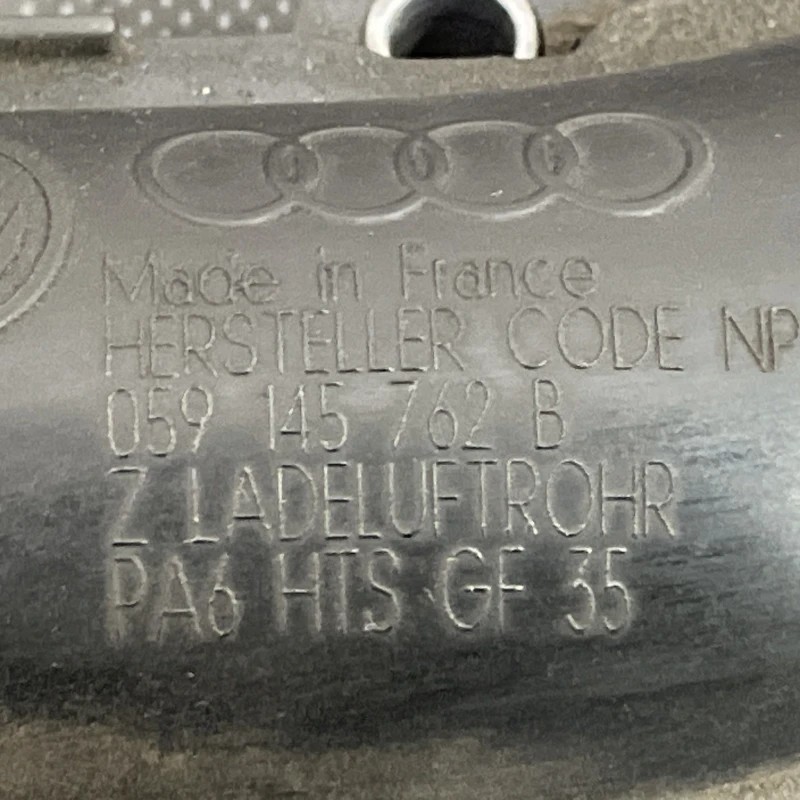 Made in France
HERSTELLER CODE NP
059 145 762 B
Z LADELUFTROHR
PA6 HTS GF 35